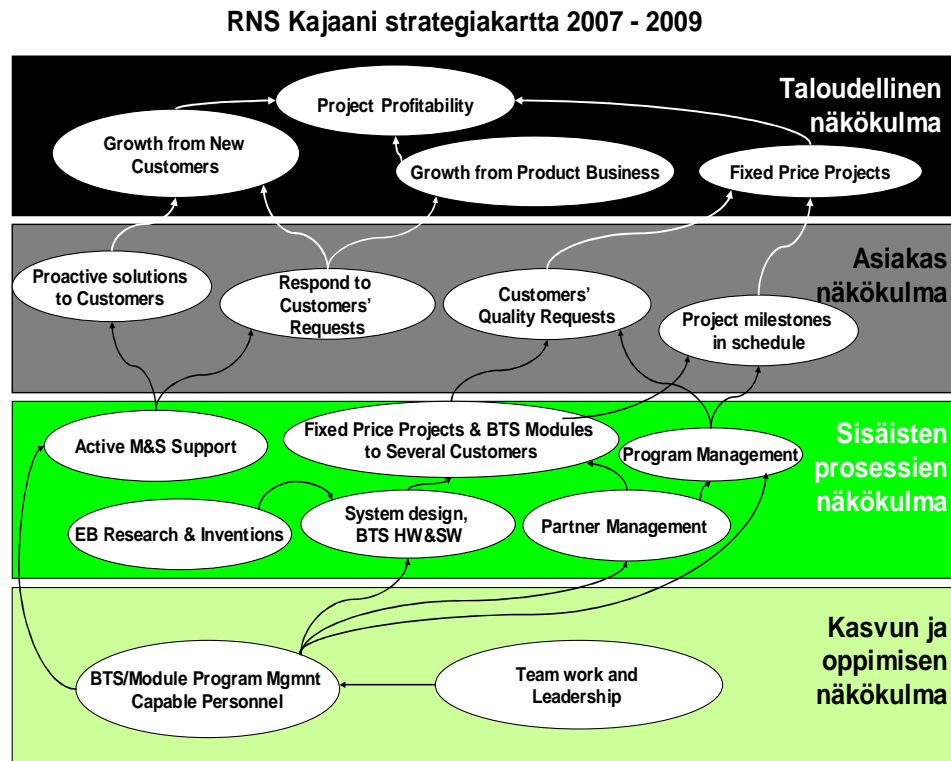 RNS Kajaani strategiakartta 2007 - 2009
Taloudellinen
näkökulma
Project Profitability
Growth from New
Customers
Growth from Product Business
Fixed Price Projects
Asiakas
näkökulma
Proactive solutions
to Customers
Respond to
Customers'
Requests
Customers'
Quality Requests
Project milestones
in schedule
Sisäisten
prosessien
näkökulma
Active M&S Support
Fixed Price Projects & BTS Modules
to Several Customers
Program Management
EB Research & Inventions
System design,
BTS HW&SW
Partner Management
Kasvun ja
oppimisen
näkökulma
BTS/Module Program Mgmnt
Capable Personnel
Team work and
Leadership